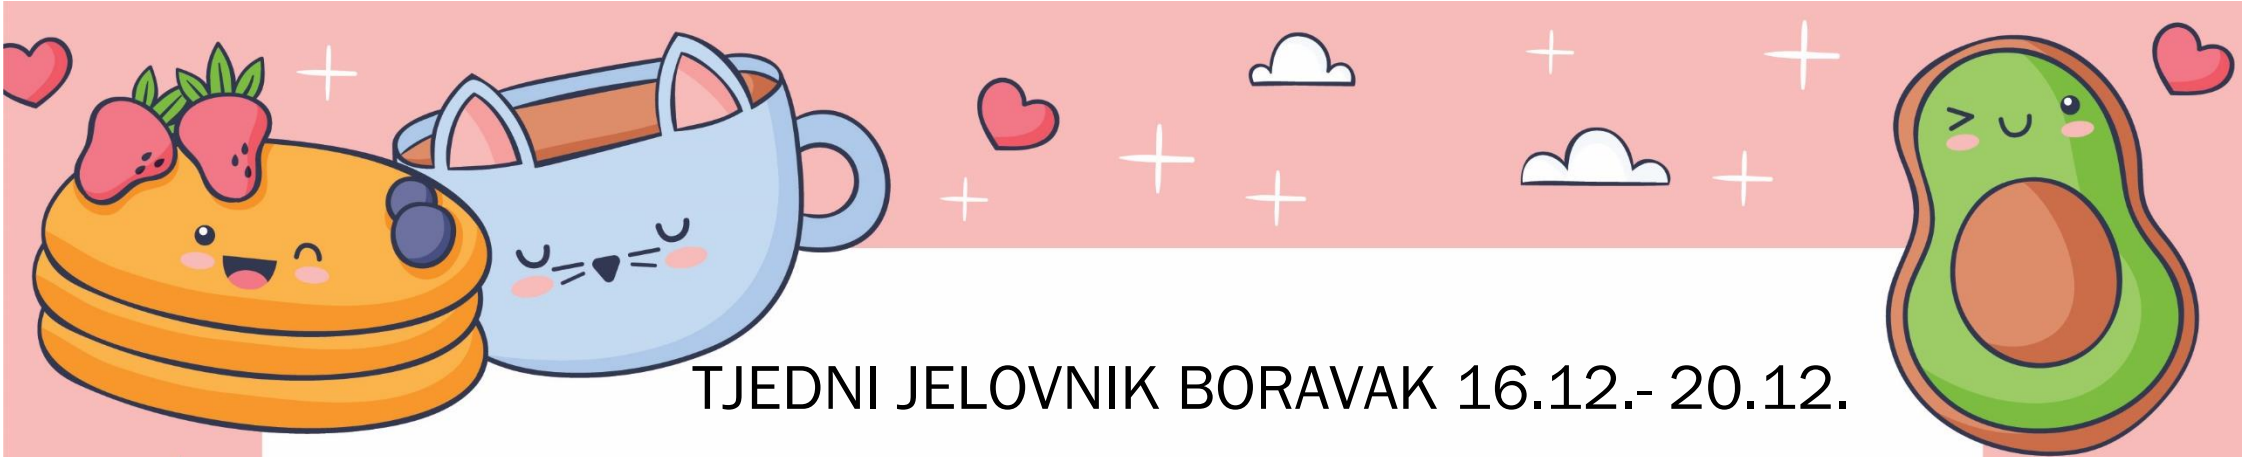 TJEDNI JELOVNIK BORAVAK 16.12.- 20.12.